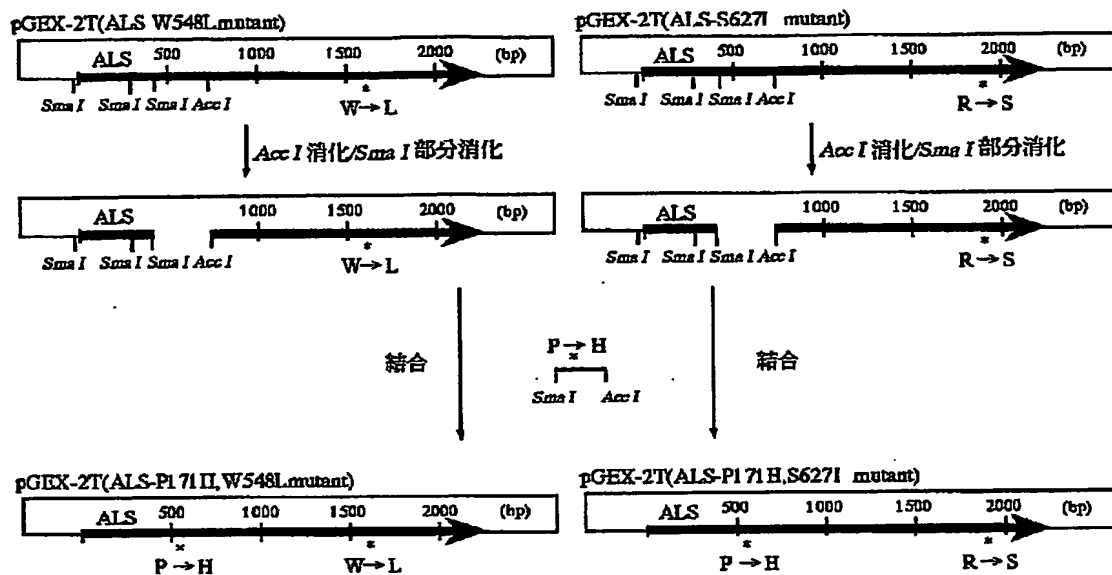 pGEX-2T(ALS W548Lmutant)
ALS 500 1000 1500 2000 (bp)
Sma I Sma I Sma I Acc I
* W→L
Acc I 消化/Sma I 部分消化
ALS 1000 1500 2000 (bp)
Sma I Sma I Sma I Acc I
* W→L
結合
pGEX-2T(ALS-S627I mutant)
ALS 500 1000 1500 2000 (bp)
Sma I Sma I Sma I Acc I
* R→S
Acc I 消化/Sma I 部分消化
ALS 1000 1500 2000 (bp)
Sma I Sma I Sma I Acc I
* R→S
結合
P→H
*
Sma I Acc I
pGEX-2T(ALS-P171H,W548Lmutant)
ALS 500 1000 1500 2000 (bp)
* *
P→H W→L
pGEX-2T(ALS-P171H,S627I mutant)
ALS 500 1000 1500 2000 (bp)
* *
P→H R→S